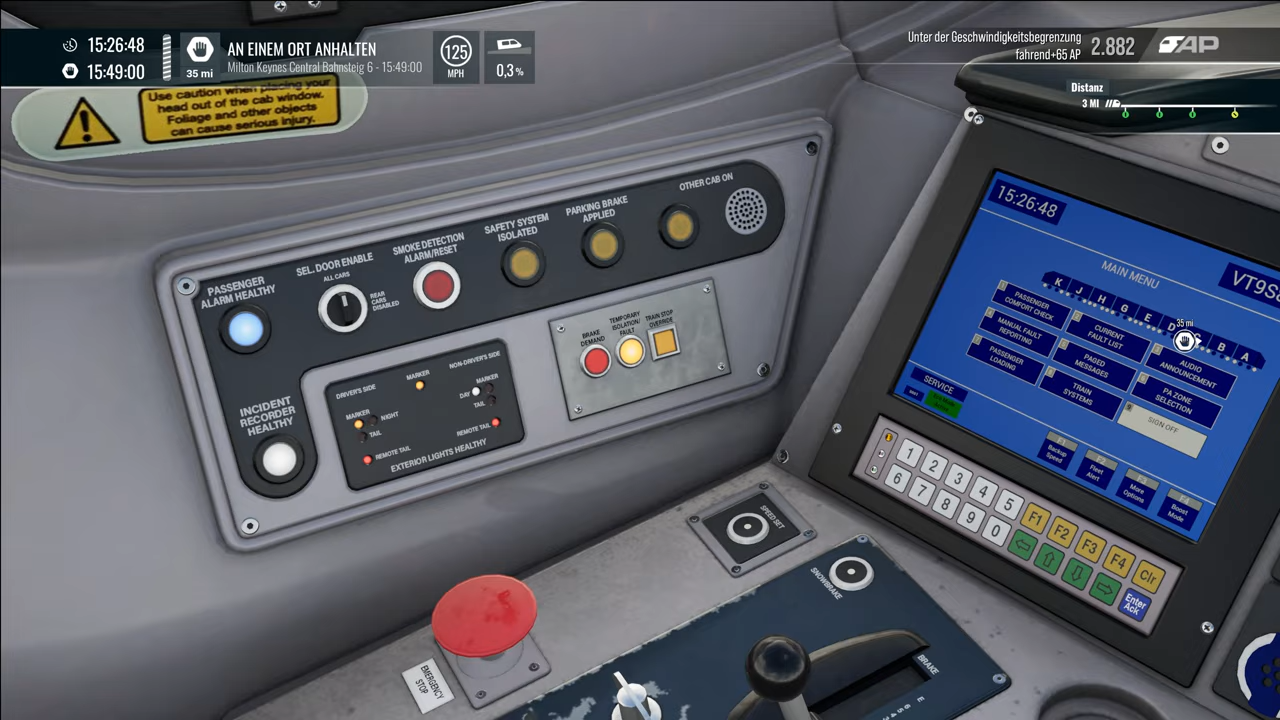 15:26:48
15:49:00
35 mi
AN EINEM ORT ANHALTEN
Milton Keynes Central Bahnsteig 6 - 15:49:00
125
MPH
0,3 %
Unter der Geschwindigkeitsbegrenzung
fahrend+65 AP
2.882
AP
Distanz
3 MI
Use caution when placing your
head out of the cab window.
Foliage and other objects
can cause serious injury.
PASSENGER
ALARM HEALTHY
SEL. DOOR ENABLE
ALL CARS
REAR
CARS
DISABLED
SMOKE DETECTION
ALARM/RESET
SAFETY SYSTEM
ISOLATED
PARKING BRAKE
APPLIED
OTHER CAB ON
INCIDENT
RECORDER
HEALTHY
DRIVER'S SIDE
MARKER
NON-DRIVER'S SIDE
MARKER
NIGHT
TAIL
REMOTE TAIL
MARKER
DAY
TAIL
REMOTE TAIL
EXTERIOR LIGHTS HEALTHY
BRAKE
DEMAND
TEMPORARY
ISOLATION/
FAULT
TRAIN STOP
OVERRIDE
15:26:48
MAIN MENU
VT9S
K J H G E D B A
35 mi
PASSENGER
COMFORT CHECK
CURRENT
FAULT LIST
AUDIO
ANNOUNCEMENT
MANUAL FAULT
REPORTING
PAGED
MESSAGES
PA ZONE
SELECTION
PASSENGER
LOADING
TRAIN
SYSTEMS
SIGN OFF
SERVICE
F1
Backup
Speed
F2
Fleet
Alert
F3
More
Options
F4
Boost
Mode
1 2 3 4 5 F1 F2 F3 F4 Clr
6 7 8 9 0
Enter
Ack
SPEED SET
SNOWBRAKE
EMERGENCY
STOP
BRAKE
E